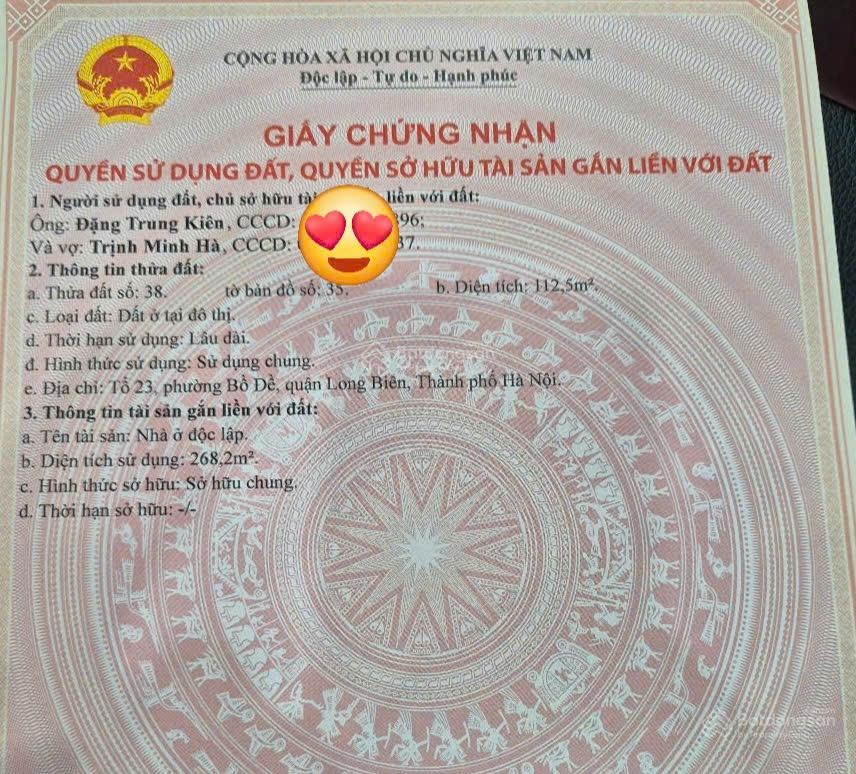 CỘNG HÒA XÃ HỘI CHỦ NGHĨA VIỆT NAM
Độc lập - Tự do - Hạnh phúc
GIẤY CHỨNG NHẬN
QUYỀN SỬ DỤNG ĐẤT, QUYỀN SỞ HỮU TÀI SẢN GẮN LIỀN VỚI ĐẤT
1. Người sử dụng đất, chủ sở hữu tài liền với đất:
Ông: Đặng Trung Kiên, CCCD: 396;
Và vợ: Trịnh Minh Hà, CCCD: 37.
2. Thông tin thửa đất:
a. Thửa đất số: 38. tờ bản đồ số: 35. b. Diện tích: 112,5m².
c. Loại đất: Đất ở tại đô thị.
d. Thời hạn sử dụng: Lâu dài.
đ. Hình thức sử dụng: Sử dụng chung.
e. Địa chỉ: Tổ 23, phường Bồ Đề, quận Long Biên, Thành phố Hà Nội.
3. Thông tin tài sản gắn liền với đất:
a. Tên tài sản: Nhà ở độc lập.
b. Diện tích sử dụng: 268,2m².
c. Hình thức sở hữu: Sở hữu chung.
d. Thời hạn sở hữu: -/-
Batdongsan
by PropertyGuru